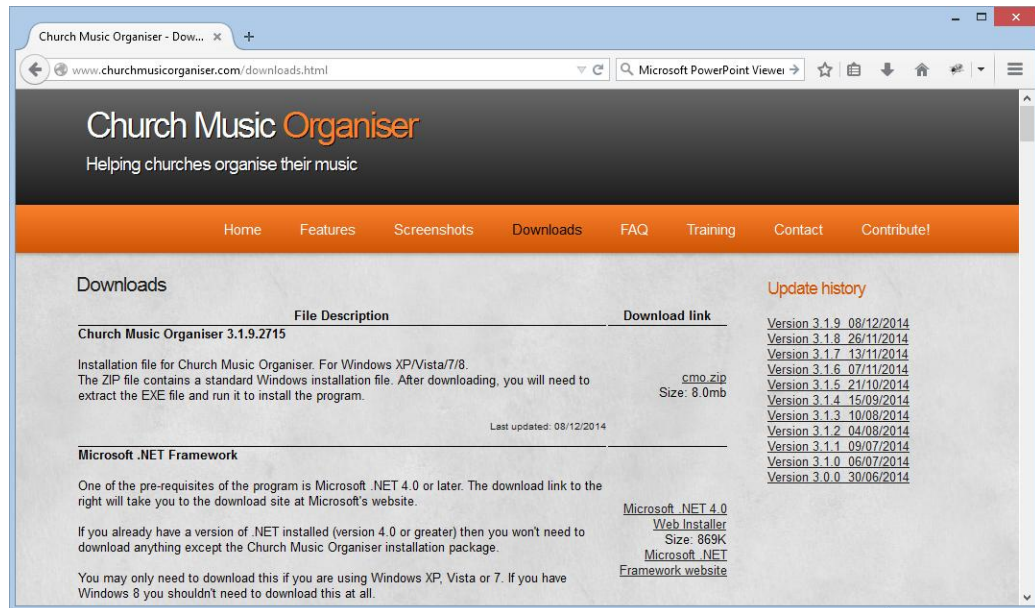 Church Music Organiser - Dow...
www.churchmusicorganiser.com/downloads.html
Microsoft PowerPoint Viewer
Church Music Organiser
Helping churches organise their music
Home Features Screenshots Downloads FAQ Training Contact Contribute!
Downloads
File Description Download link
Church Music Organiser 3.1.9.2715
Installation file for Church Music Organiser. For Windows XP/Vista/7/8.
The ZIP file contains a standard Windows installation file. After downloading, you will need to
extract the EXE file and run it to install the program.
cmo.zip
Size: 8.0mb
Last updated: 08/12/2014
Microsoft .NET Framework
One of the pre-requisites of the program is Microsoft .NET 4.0 or later. The download link to the
right will take you to the download site at Microsoft's website.
If you already have a version of .NET installed (version 4.0 or greater) then you won't need to
download anything except the Church Music Organiser installation package.
You may only need to download this if you are using Windows XP, Vista or 7. If you have
Windows 8 you shouldn't need to download this at all.
Microsoft .NET 4.0
Web Installer
Size: 869K
Microsoft .NET
Framework website
Update history
Version 3.1.9 08/12/2014
Version 3.1.8 26/11/2014
Version 3.1.7 13/11/2014
Version 3.1.6 07/11/2014
Version 3.1.5 21/10/2014
Version 3.1.4 15/09/2014
Version 3.1.3 10/08/2014
Version 3.1.2 04/08/2014
Version 3.1.1 09/07/2014
Version 3.1.0 06/07/2014
Version 3.0.0 30/06/2014